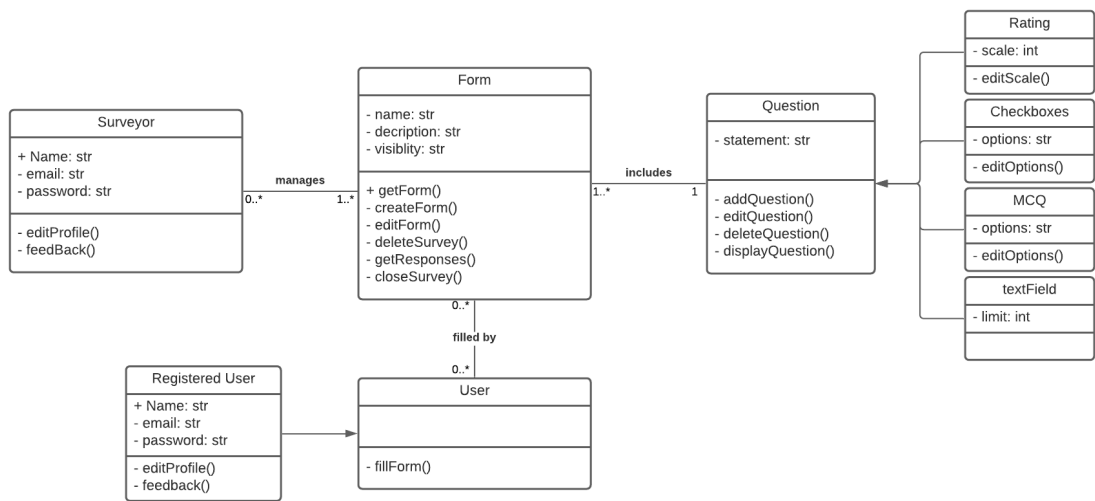 Surveyor
+ Name: str
- email: str
- password: str
- editProfile()
- feedBack()
manages
0..*
1..*
Form
- name: str
- decription: str
- visiblity: str
+ getForm()
- createForm()
- editForm()
- deleteSurvey()
- getResponses()
- closeSurvey()
includes
1..*
1
Question
- statement: str
- addQuestion()
- editQuestion()
- deleteQuestion()
- displayQuestion()
Rating
- scale: int
- editScale()
Checkboxes
- options: str
- editOptions()
MCQ
- options: str
- editOptions()
textField
- limit: int
0..*
filled by
0..*
Registered User
+ Name: str
- email: str
- password: str
- editProfile()
- feedback()
User
- fillForm()